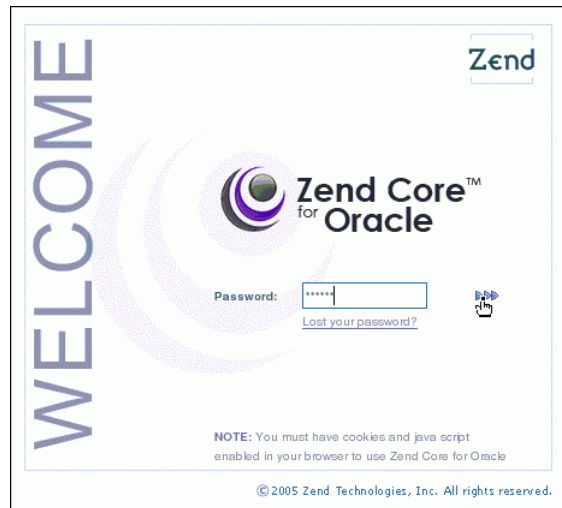 WELCOME
Zend
Zend Core™
for Oracle
Password: ******
Lost your password?
NOTE: You must have cookies and java script
enabled in your browser to use Zend Core for Oracle
© 2005 Zend Technologies, Inc. All rights reserved.